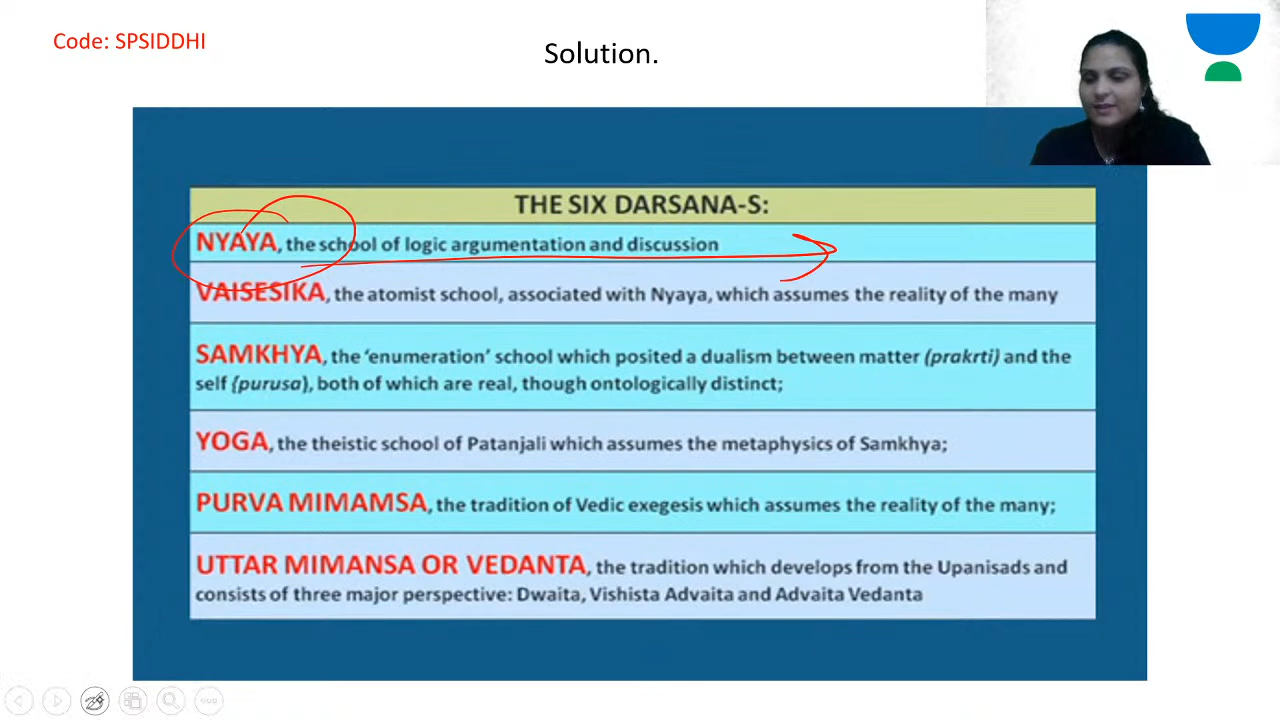 Code: SPSIDDHI
Solution.
THE SIX DARSANA-S:
NYAYA, the school of logic argumentation and discussion
VAISESIKA, the atomist school, associated with Nyaya, which assumes the reality of the many
SAMKHYA, the ‘enumeration’ school which posited a dualism between matter (prakrti) and the
self {purusa), both of which are real, though ontologically distinct;
YOGA, the theistic school of Patanjali which assumes the metaphysics of Samkhya;
PURVA MIMAMSA, the tradition of Vedic exegesis which assumes the reality of the many;
UTTAR MIMANSA OR VEDANTA, the tradition which develops from the Upanisads and
consists of three major perspective: Dwaita, Vishista Advaita and Advaita Vedanta